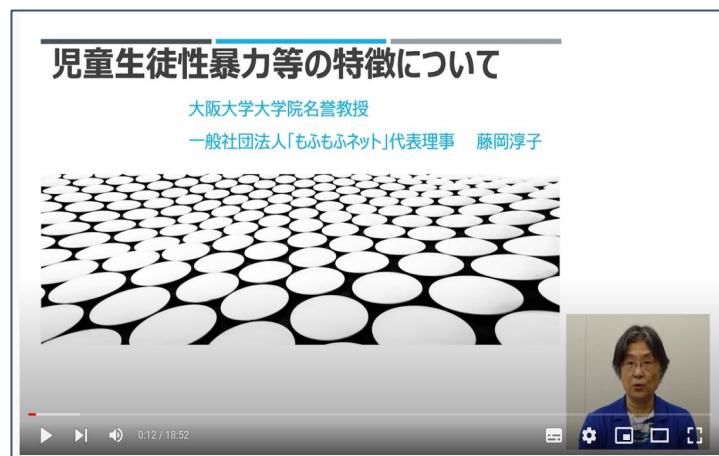 児童生徒性暴力等の特徴について
大阪大学大学院名誉教授
一般社団法人「もふもふネット」代表理事　藤岡淳子
0:12 / 18:52